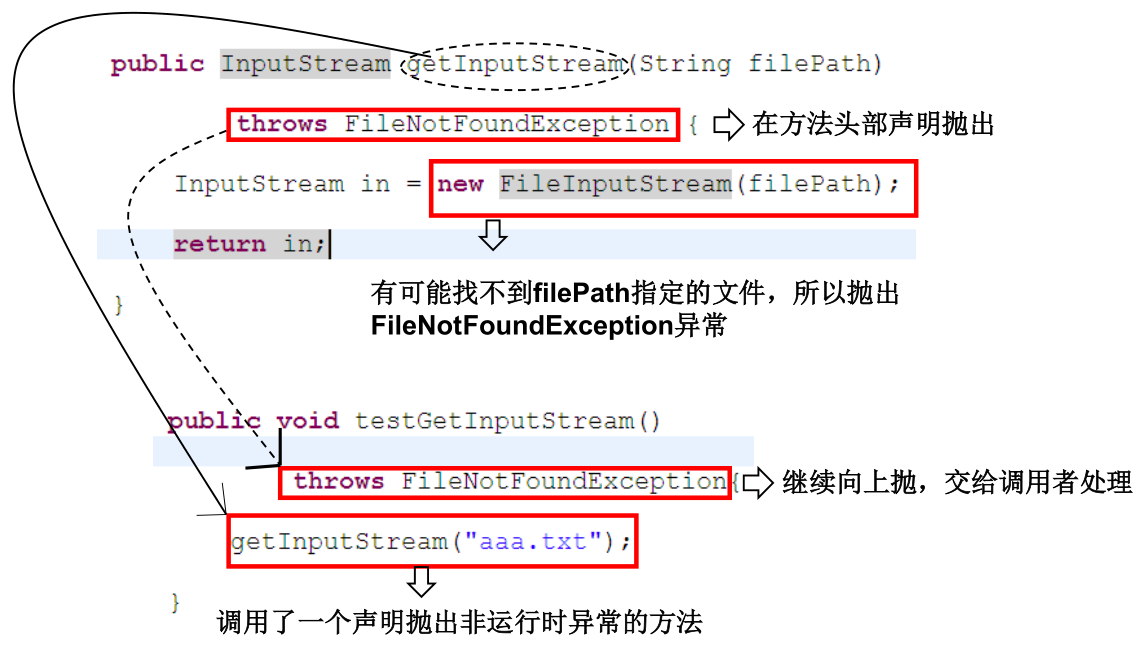 public InputStream getInputStream(String filePath)
throws FileNotFoundException { 在方法头部声明抛出
InputStream in = new FileInputStream(filePath);
return in;
有可能找不到filePath指定的文件，所以抛出
FileNotFoundException异常
}
public void testGetInputStream()
throws FileNotFoundException{ 继续向上抛，交给调用者处理
getInputStream("aaa.txt");
}
调用了一个声明抛出非运行时异常的方法